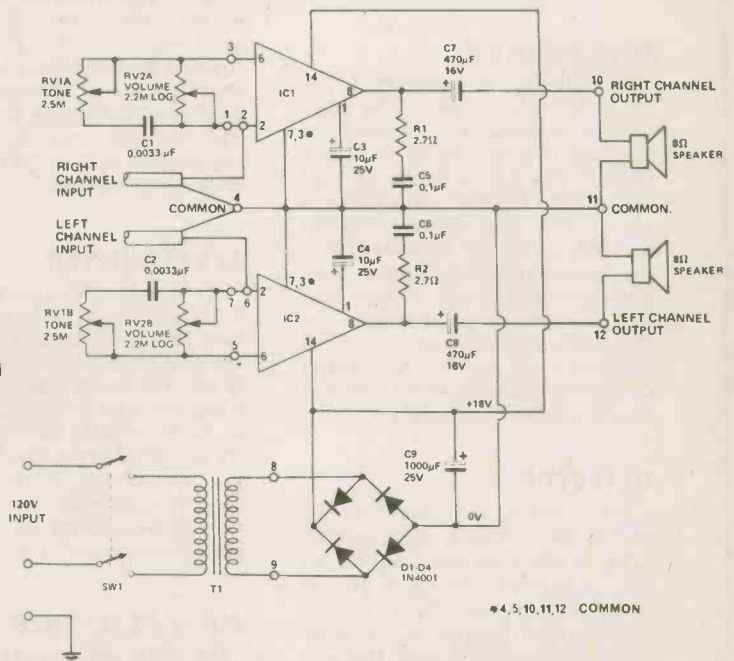 3
RV1A
TONE
2.5M
RV2A
VOLUME
2.2M LOG
C1
0.0033 µF
1
2
6
2
14
IC1
8
1
7,3 *
C3
10µF
25V
R1
2.7Ω
C5
0.1µF
C7
470µF
16V
+
10
RIGHT CHANNEL
OUTPUT
8Ω
SPEAKER
RIGHT
CHANNEL
INPUT
COMMON
4
11
COMMON.
LEFT
CHANNEL
INPUT
C2
0.0033µF
RV1B
TONE
2.5M
RV2B
VOLUME
2.2M LOG
7
6
5
2
6
7,3 *
IC2
14
1
8
C4
10µF
25V
+
C6
0.1µF
R2
2.7Ω
+
C8
470µF
16V
8Ω
SPEAKER
LEFT CHANNEL
OUTPUT
12
+18V
C9
1000µF
25V
+
0V
120V
INPUT
SW1
T1
8
9
D1-D4
1N4001
*4,5,10,11,12 COMMON